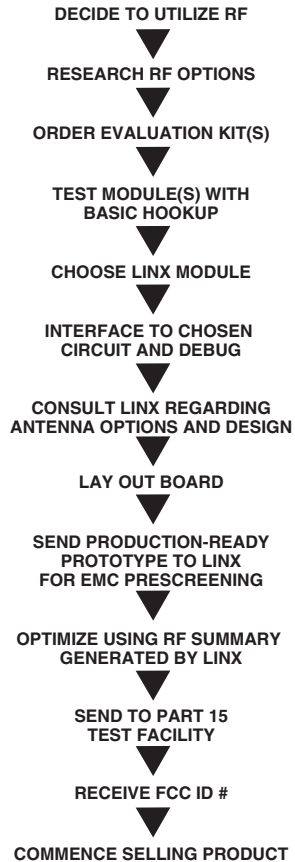 DECIDE TO UTILIZE RF
RESEARCH RF OPTIONS
ORDER EVALUATION KIT(S)
TEST MODULE(S) WITH
BASIC HOOKUP
CHOOSE LINX MODULE
INTERFACE TO CHOSEN
CIRCUIT AND DEBUG
CONSULT LINX REGARDING
ANTENNA OPTIONS AND DESIGN
LAY OUT BOARD
SEND PRODUCTION-READY
PROTOTYPE TO LINX
FOR EMC PRESCREENING
OPTIMIZE USING RF SUMMARY
GENERATED BY LINX
SEND TO PART 15
TEST FACILITY
RECEIVE FCC ID #
COMMENCE SELLING PRODUCT